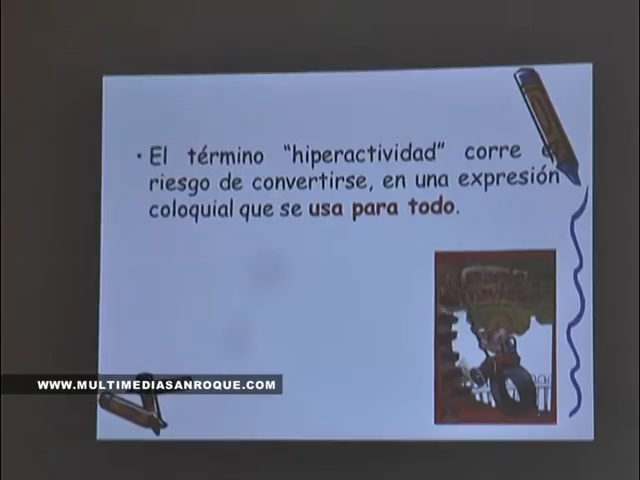 • El término “hiperactividad” corre
riesgo de convertirse, en una expresión
coloquial que se usa para todo.
WWW.MULTIMEDIASANROQUE.COM